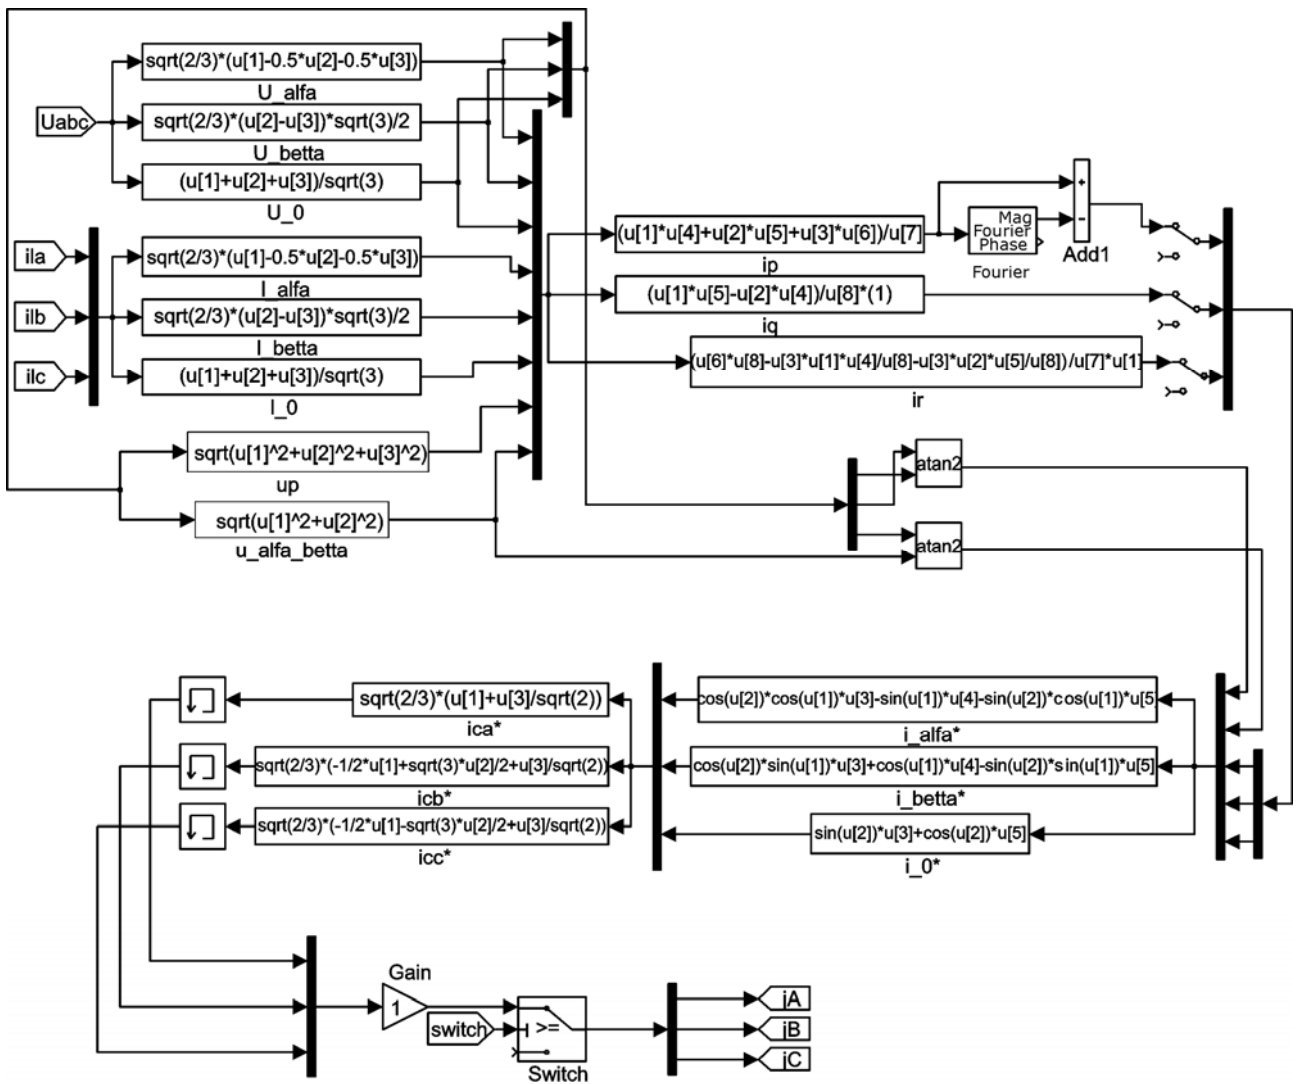 sqrt(2/3)*(u[1]-0.5*u[2]-0.5*u[3])
U_alfa
Uabc
sqrt(2/3)*(u[2]-u[3])*sqrt(3)/2
U_betta
(u[1]+u[2]+u[3])/sqrt(3)
U_0
ila
sqrt(2/3)*(u[1]-0.5*u[2]-0.5*u[3])
I_alfa
ilb
sqrt(2/3)*(u[2]-u[3])*sqrt(3)/2
I_betta
ilc
(u[1]+u[2]+u[3])/sqrt(3)
I_0
sqrt(u[1]^2+u[2]^2+u[3]^2)
up
sqrt(u[1]^2+u[2]^2)
u_alfa_betta
(u[1]*u[4]+u[2]*u[5]+u[3]*u[6])/u[7]
ip
Mag
Fourier
Phase
Fourier
+
−
Add1
(u[1]*u[5]-u[2]*u[4])/u[8]*(1)
iq
(u[6]*u[8]-u[3]*u[1]*u[4]/u[8]-u[3]*u[2]*u[5]/u[8])/u[7]*u[1]
ir
atan2
atan2
sqrt(2/3)*(u[1]+u[3]/sqrt(2))
ica*
cos(u[2])*cos(u[1])*u[3]-sin(u[1])*u[4]-sin(u[2])*cos(u[1])*u[5]
i_alfa*
sqrt(2/3)*(-1/2*u[1]+sqrt(3)*u[2]/2+u[3]/sqrt(2))
icb*
cos(u[2])*sin(u[1])*u[3]+cos(u[1])*u[4]-sin(u[2])*sin(u[1])*u[5]
i_betta*
sqrt(2/3)*(-1/2*u[1]-sqrt(3)*u[2]/2+u[3]/sqrt(2))
icc*
sin(u[2])*u[3]+cos(u[2])*u[5]
i_0*
Gain
1
switch
>=
Switch
jA
jB
jC